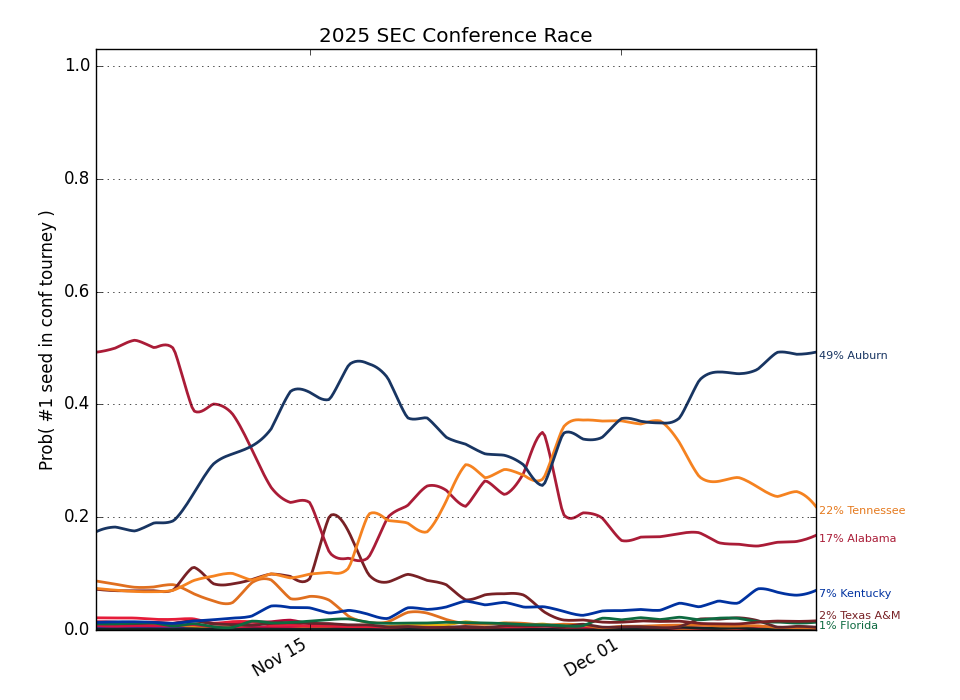 2025 SEC Conference Race
Prob( #1 seed in conf tourney )
1.0
0.8
0.6
0.4
0.2
0.0
Nov 15
Dec 01
49% Auburn
22% Tennessee
17% Alabama
7% Kentucky
2% Texas A&M
1% Florida